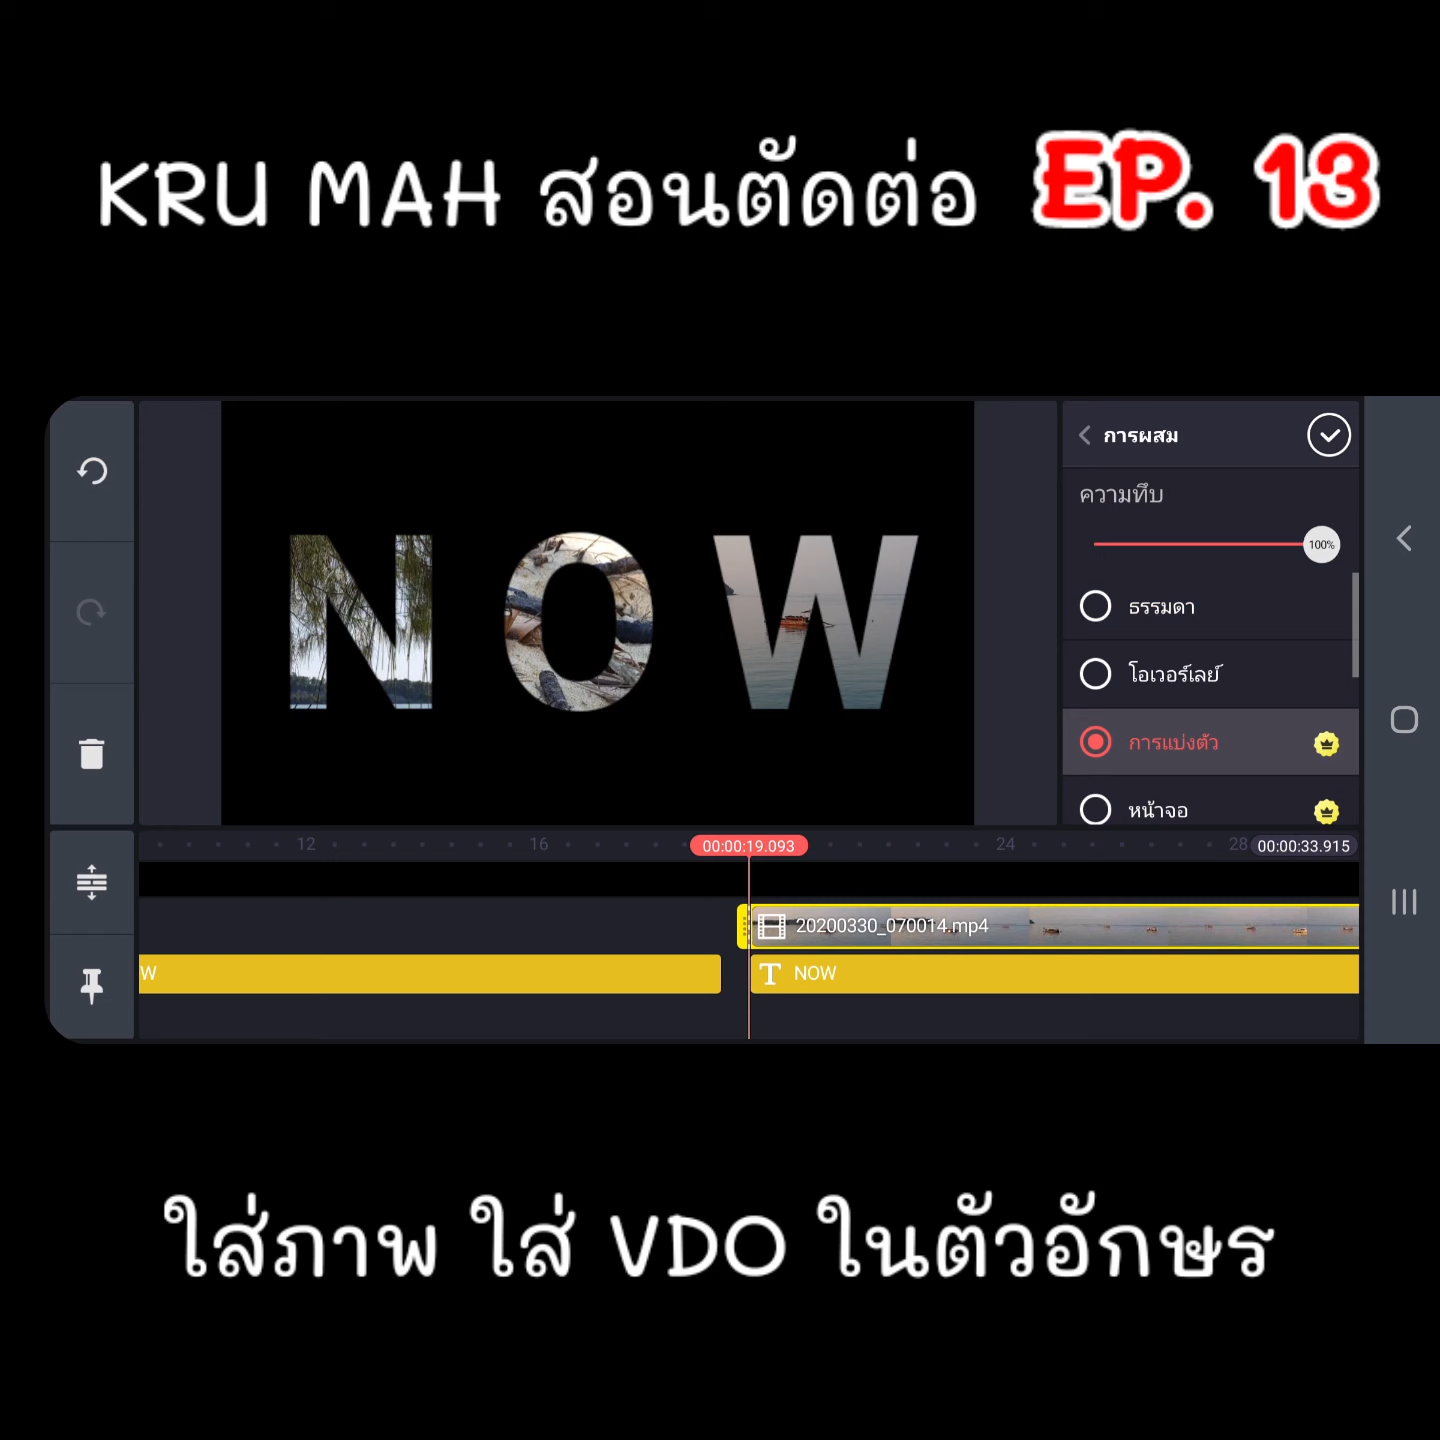 KRU MAH สอนตัดต่อ EP. 13
การผสม
ความทึบ
100%
NOW
ธรรมดา
โอเวอร์เลย์
การแบ่งตัว
หน้าจอ
12 16 00:00:19.093 24 28 00:00:33.915
20200330_070014.mp4
W NOW
ใส่ภาพ ใส่ VDO ในตัวอักษร